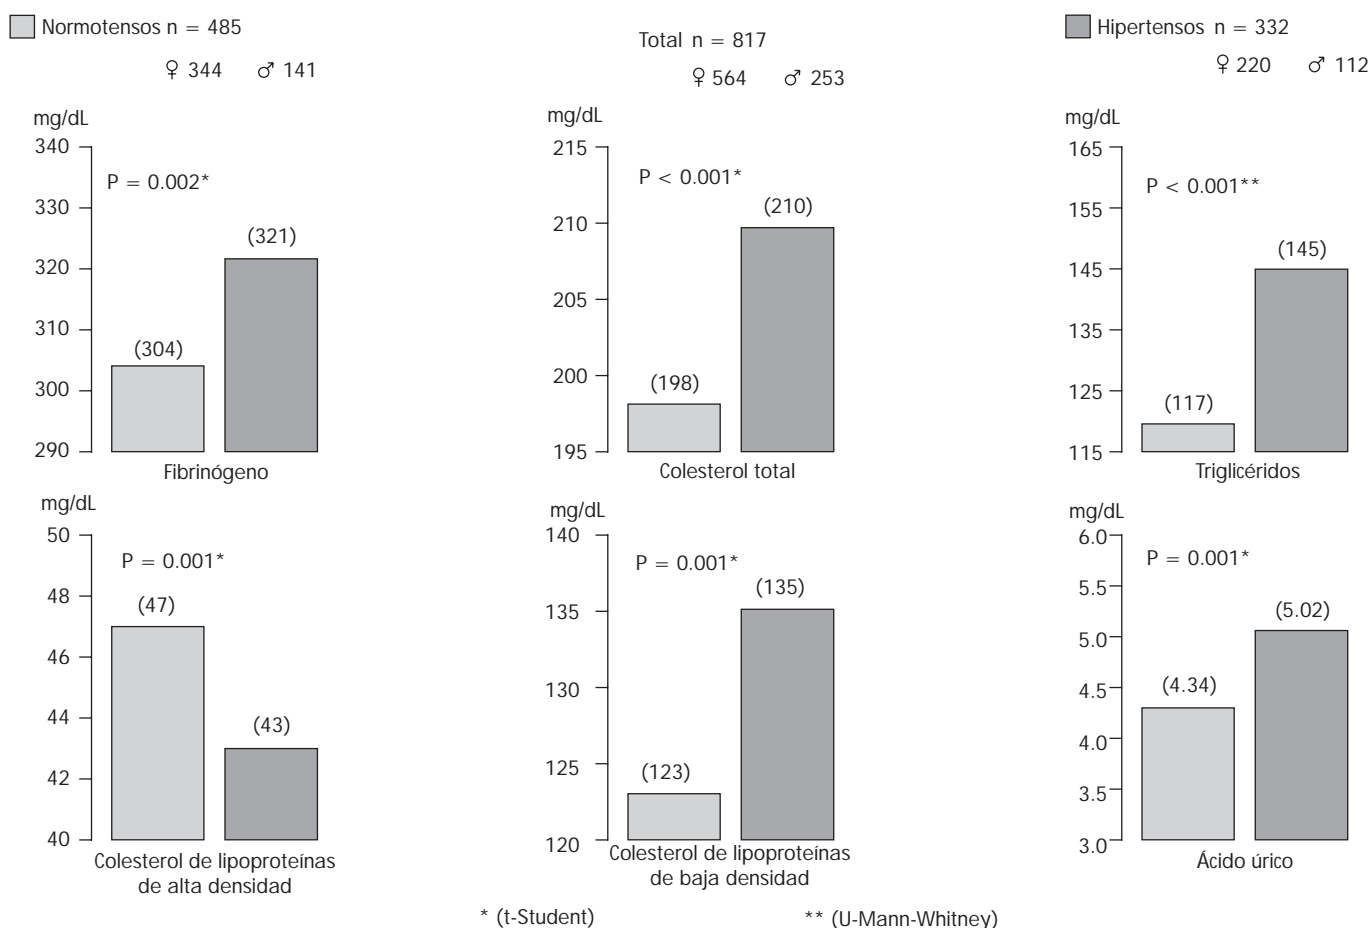 Normotensos n = 485
♀ 344 ♂ 141
Total n = 817
♀ 564 ♂ 253
Hipertensos n = 332
♀ 220 ♂ 112
mg/dL
340
330
320
310
300
290
P = 0.002*
(304)
(321)
Fibrinógeno
mg/dL
215
210
205
200
195
P < 0.001*
(198)
(210)
Colesterol total
mg/dL
165
155
145
135
125
115
P < 0.001**
(117)
(145)
Triglicéridos
mg/dL
50
48
46
44
42
40
P = 0.001*
(47)
(43)
Colesterol de lipoproteínas
de alta densidad
mg/dL
140
135
130
125
120
P = 0.001*
(123)
(135)
Colesterol de lipoproteínas
de baja densidad
mg/dL
6.0
5.5
5.0
4.5
4.0
3.5
3.0
P = 0.001*
(4.34)
(5.02)
Ácido úrico
* (t-Student)
** (U-Mann-Whitney)